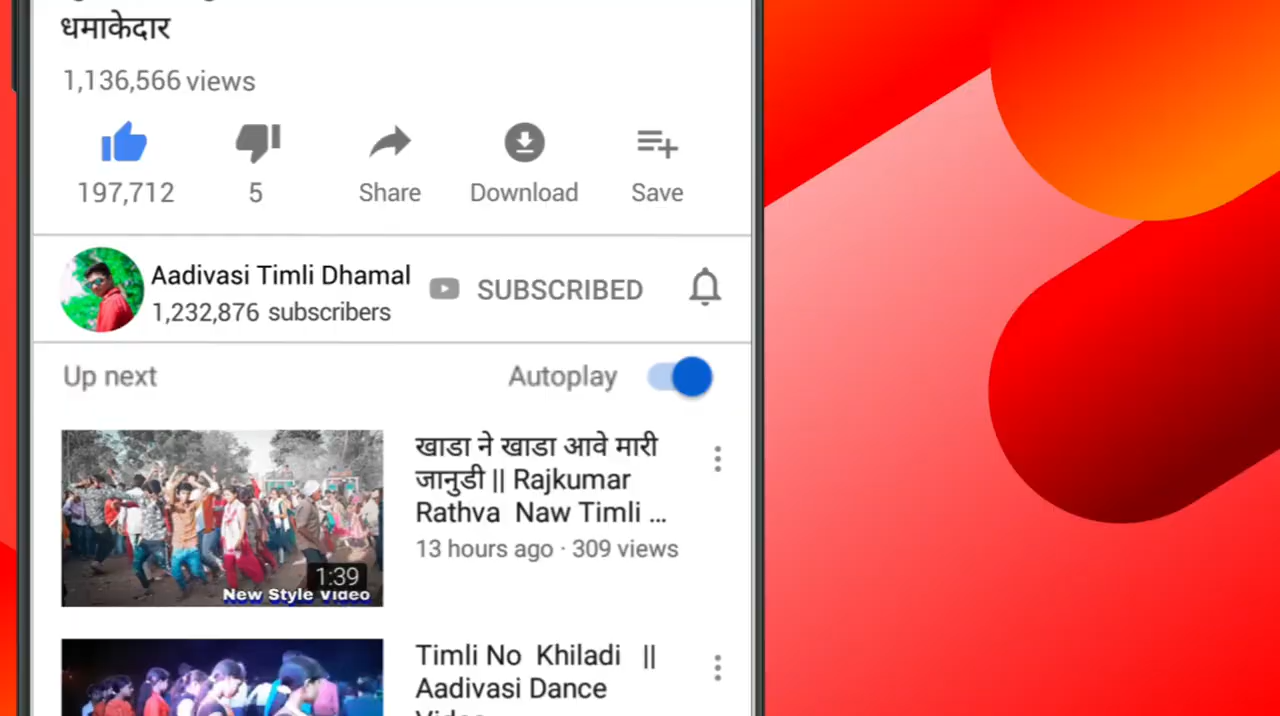 धमाकेदार
1,136,566 views
197,712
5
Share
Download
Save
Aadivasi Timli Dhamal
1,232,876 subscribers
SUBSCRIBED
Up next
Autoplay
खाडा ने खाडा आवे मारी
जानुडी || Rajkumar
Rathva Naw Timli ...
13 hours ago · 309 views
1:39
New Style Video
Timli No Khiladi ||
Aadivasi Dance
Video